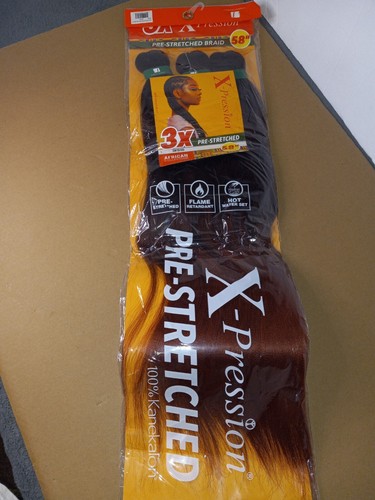 X-Pression
PRE-STRETCHED BRAID
58"
X-Pression
3X
PRE-STRETCHED
AFRICAN
PRE-
STRETCHED
FLAME
RETARDANT
HOT
WATER SET
X-Pression®
PRE-STRETCHED
100% Kanekalon